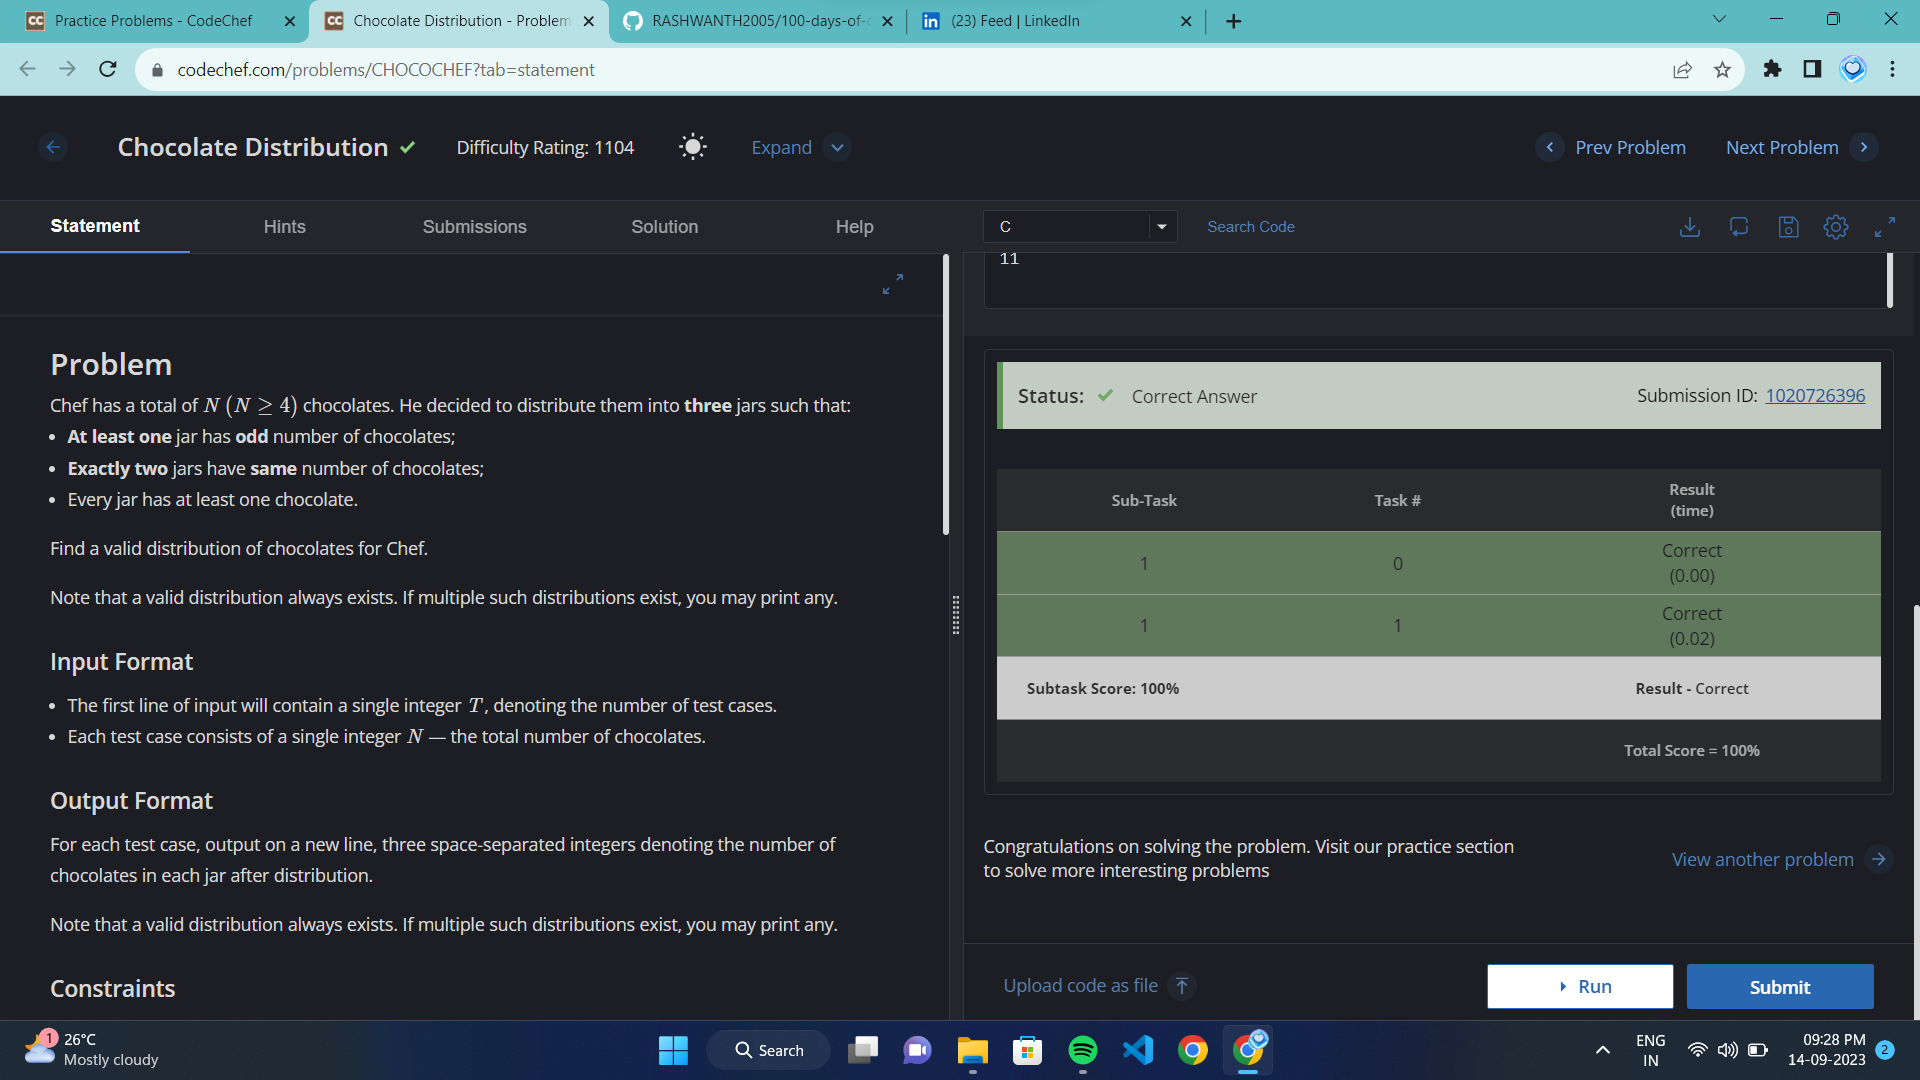 Practice Problems - CodeChef
Chocolate Distribution - Problem
RASHWANTH2005/100-days-of-c
(23) Feed | LinkedIn
codechef.com/problems/CHOCOCHEF?tab=statement
Chocolate Distribution
Difficulty Rating: 1104
Expand
Prev Problem
Next Problem
Statement
Hints
Submissions
Solution
Help
C
Search Code
11
Problem
Chef has a total of N (N ≥ 4) chocolates. He decided to distribute them into three jars such that:
• At least one jar has odd number of chocolates;
• Exactly two jars have same number of chocolates;
• Every jar has at least one chocolate.
Find a valid distribution of chocolates for Chef.
Note that a valid distribution always exists. If multiple such distributions exist, you may print any.
Input Format
• The first line of input will contain a single integer T, denoting the number of test cases.
• Each test case consists of a single integer N — the total number of chocolates.
Output Format
For each test case, output on a new line, three space-separated integers denoting the number of
chocolates in each jar after distribution.
Note that a valid distribution always exists. If multiple such distributions exist, you may print any.
Constraints
Status: Correct Answer
Submission ID: 1020726396
Sub-Task Task # Result
(time)
1 0 Correct
(0.00)
1 1 Correct
(0.02)
Subtask Score: 100% Result - Correct
Total Score = 100%
Congratulations on solving the problem. Visit our practice section
to solve more interesting problems
View another problem
Upload code as file
Run
Submit
1
26°C
Mostly cloudy
Search
ENG
IN
09:28 PM
14-09-2023
2